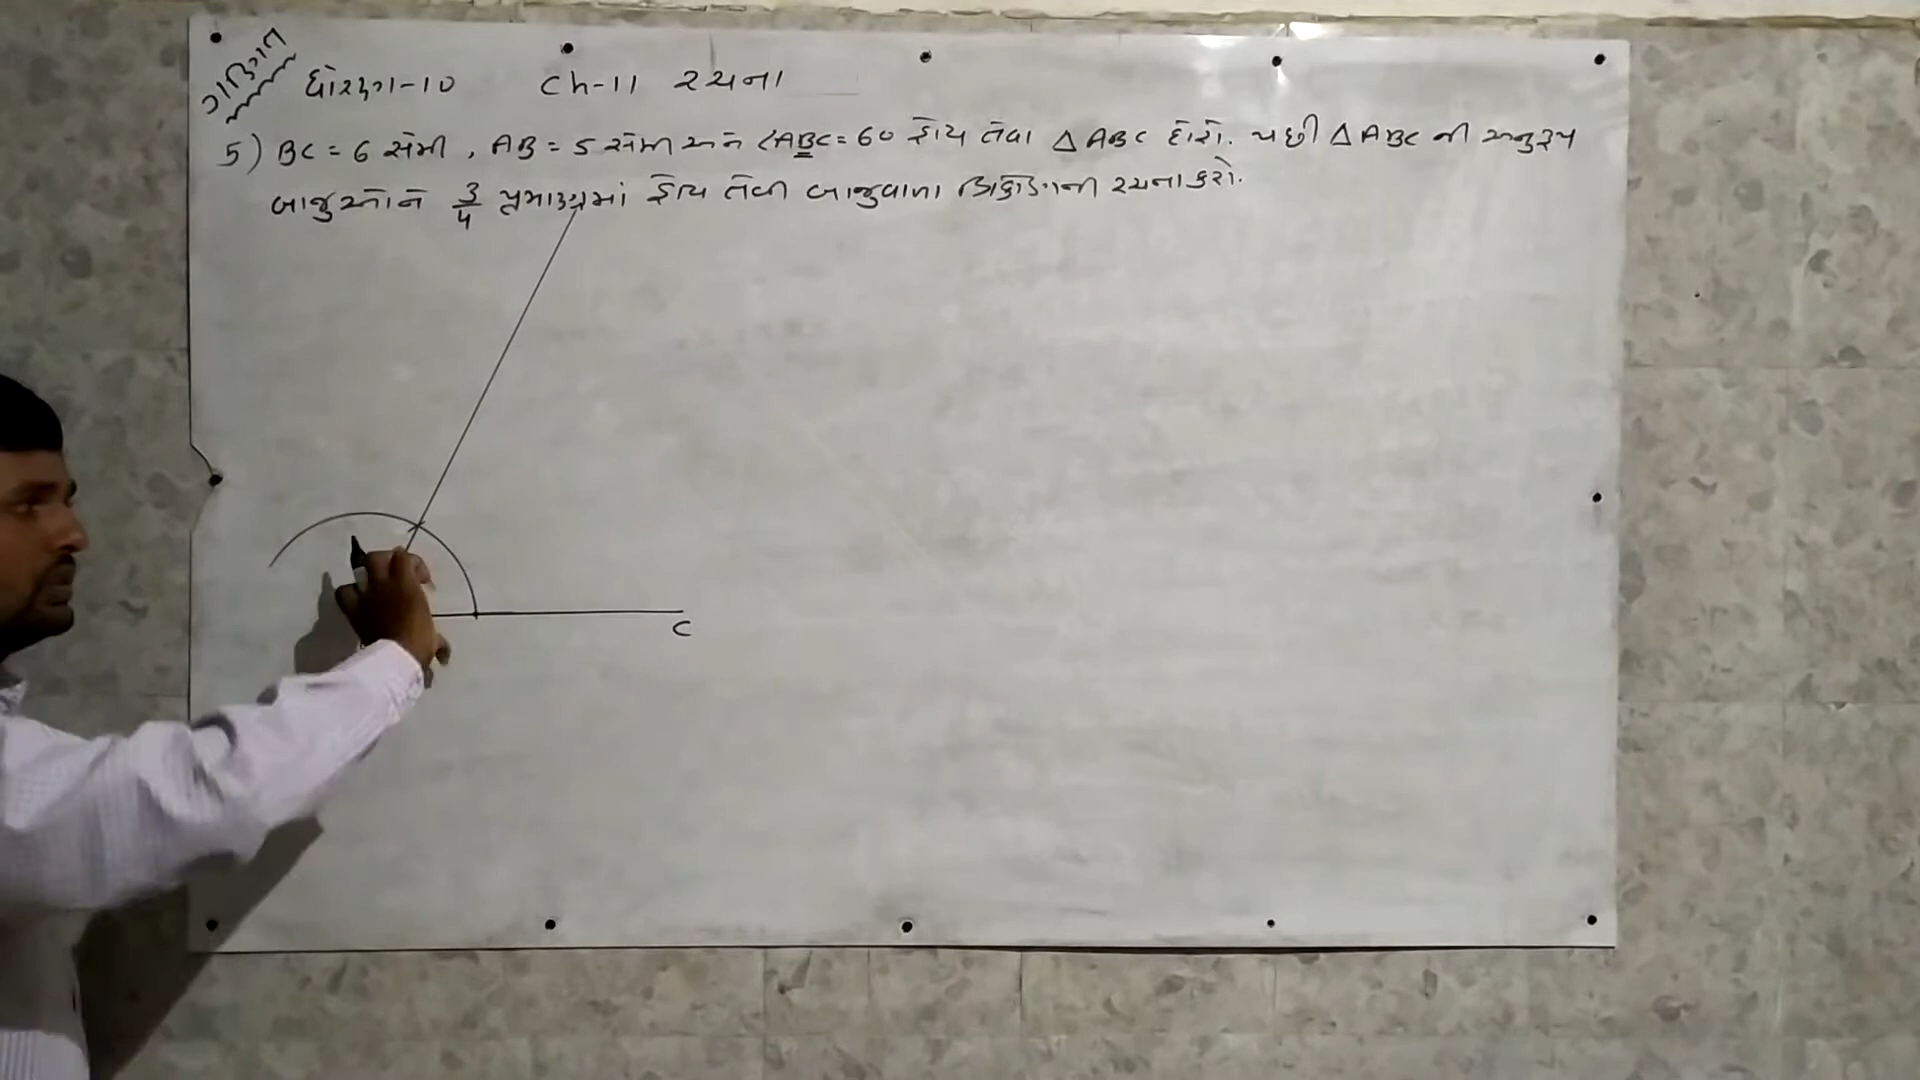 ગણિત
ધોરણ-10 Ch-11 રચના
5) BC = 6 સેમી , AB = 5 સેમી અને ∠ABC = 60 હોય તેવા △ ABC દોરો. પછી △ ABC ની અનુરૂપ
બાજુઓને 3/4 પ્રમાણમાં હોય તેવી બાજુવાળા ત્રિકોણની રચના કરો.
C